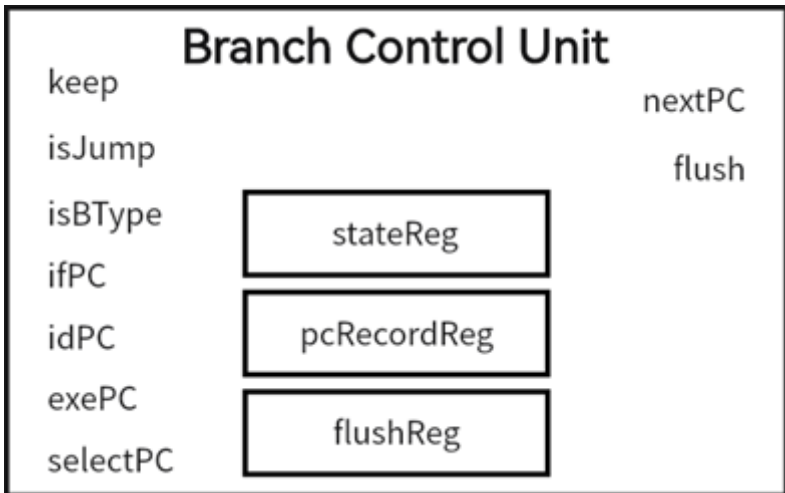 Branch Control Unit
keep
isJump
isBType
ifPC
idPC
exePC
selectPC
stateReg
pcRecordReg
flushReg
nextPC
flush